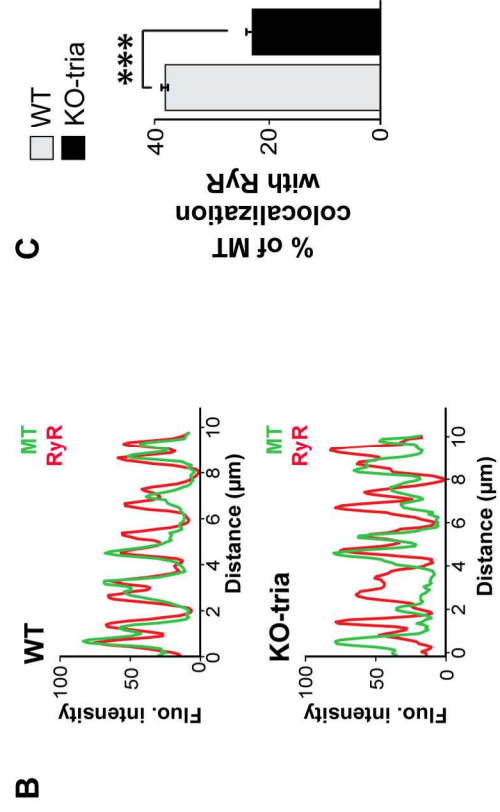 B
WT
MT
RyR
Fluo. intensity
100
50
0
0 2 4 6 8 10
Distance (µm)
KO-tria
MT
RyR
Fluo. intensity
100
50
0
0 2 4 6 8 10
Distance (µm)
C
WT
KO-tria
***
% of MT
colocalization
with RyR
40
20
0